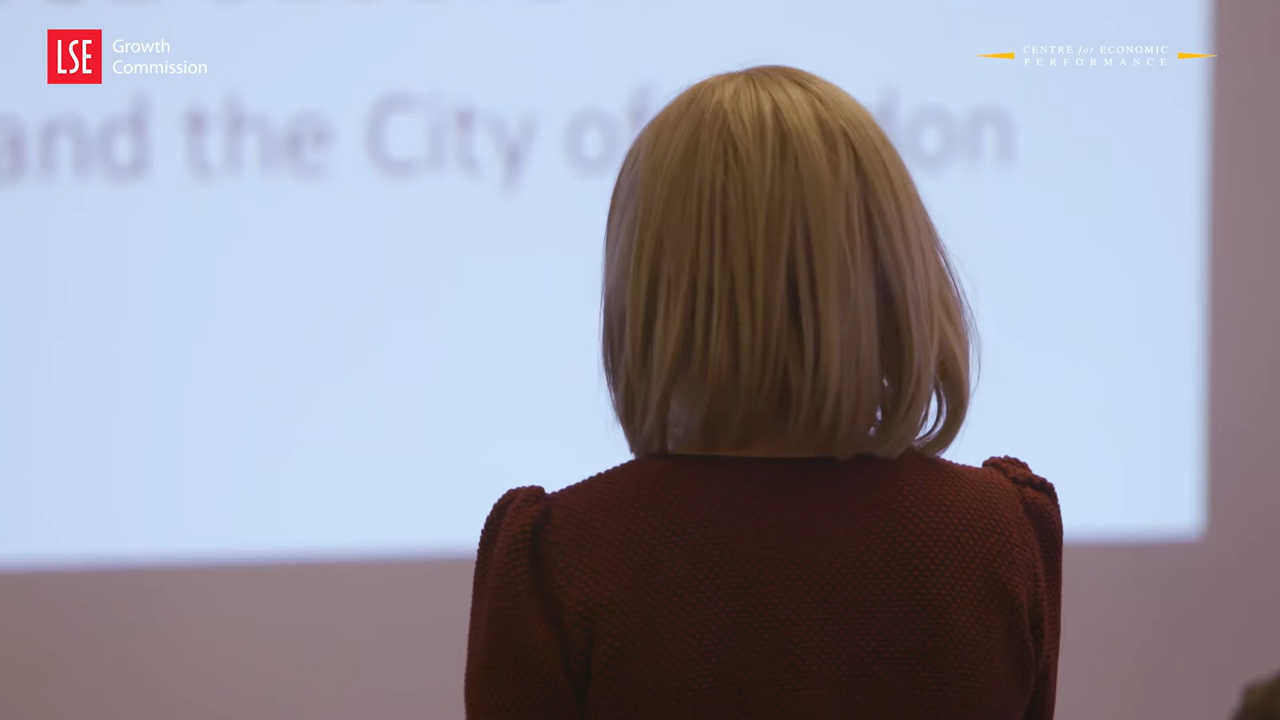 LSE
Growth
Commission
CENTRE for ECONOMIC
PERFORMANCE
and the City of